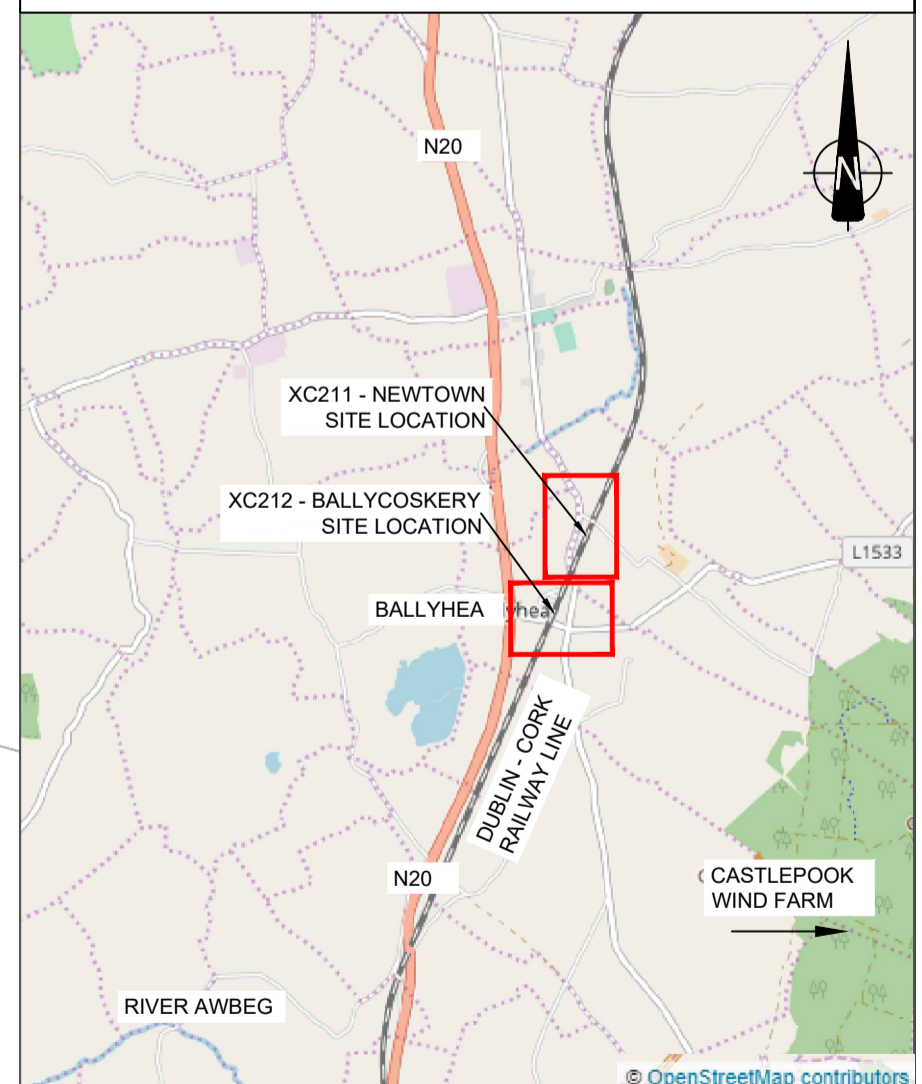 N20
N
XC211 - NEWTOWN
SITE LOCATION
XC212 - BALLYCOSKERY
SITE LOCATION
L1533
BALLYHEA
yhea
DUBLIN - CORK
RAILWAY LINE
N20
CASTLEPOOK
WIND FARM
RIVER AWBEG
© OpenStreetMap contributors